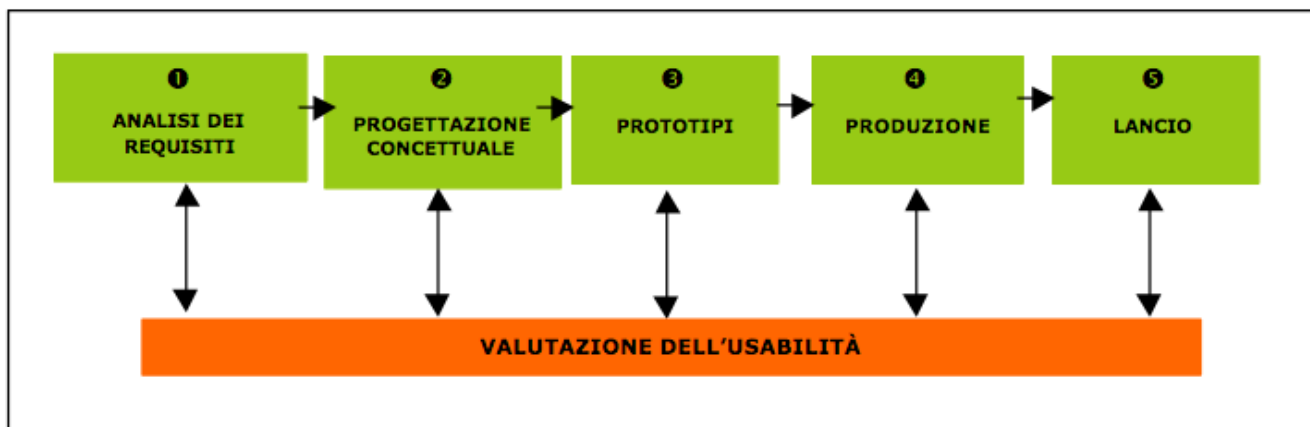 ❶
ANALISI DEI
REQUISITI
❷
PROGETTAZIONE
CONCETTUALE
❸
PROTOTIPI
❹
PRODUZIONE
❺
LANCIO
VALUTAZIONE DELL’USABILITÀ